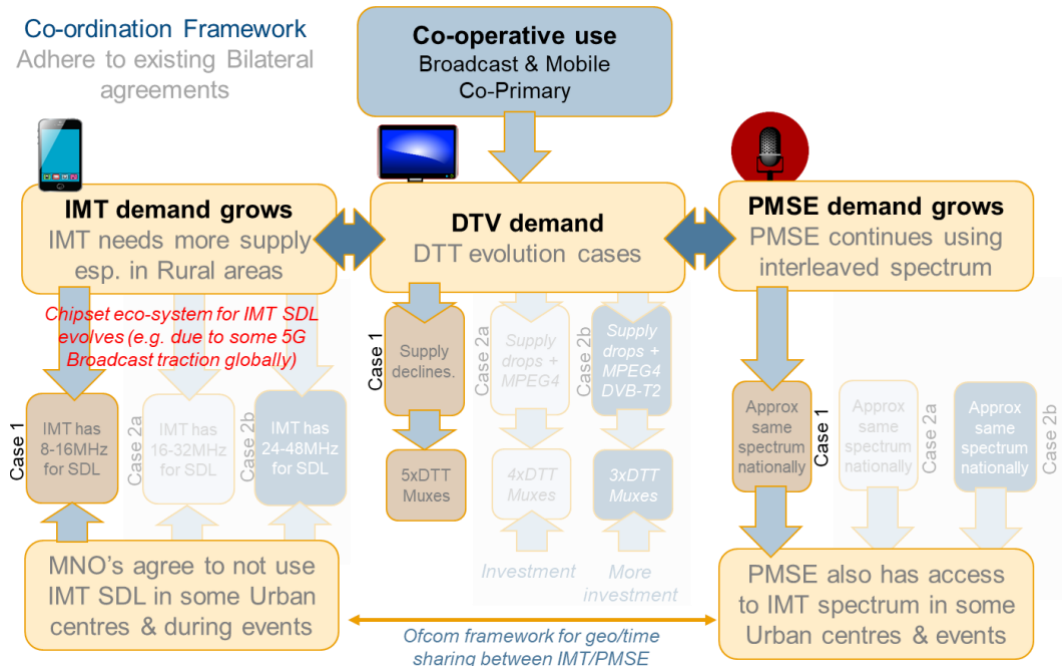 Co-ordination Framework
Adhere to existing Bilateral
agreements
Co-operative use
Broadcast & Mobile
Co-Primary
IMT demand grows
IMT needs more supply
esp. in Rural areas
DTV demand
DTT evolution cases
PMSE demand grows
PMSE continues using
interleaved spectrum
Chipset eco-system for IMT SDL
evolves (e.g. due to some 5G
Broadcast traction globally)
Case 1
IMT has
8-16MHz
for SDL
Case 2a
IMT has
16-32MHz
for SDL
Case 2b
IMT has
24-48MHz
for SDL
MNO's agree to not use
IMT SDL in some Urban
centres & during events
Case 1
Supply
declines.
5xDTT
Muxes
Case 2a
Supply
drops +
MPEG4
4xDTT
Muxes
Investment
Case 2b
Supply
drops +
MPEG4
DVB-T2
3xDTT
Muxes
More
investment
Approx
same
spectrum
nationally
Case 1
Approx
same
spectrum
nationally
Case 2a
Approx
same
spectrum
nationally
Case 2b
PMSE also has access
to IMT spectrum in some
Urban centres & events
Ofcom framework for geo/time
sharing between IMT/PMSE